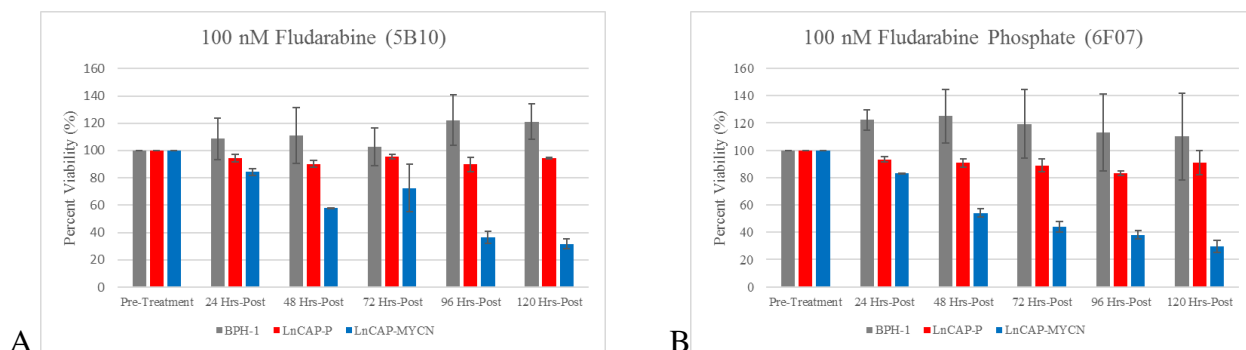 100 nM Fludarabine (5B10)
Percent Viability (%)
160
140
120
100
80
60
40
20
0
Pre-Treatment 24 Hrs-Post 48 Hrs-Post 72 Hrs-Post 96 Hrs-Post 120 Hrs-Post
BPH-1 LnCAP-P LnCAP-MYCN
A
100 nM Fludarabine Phosphate (6F07)
Percent Viability (%)
160
140
120
100
80
60
40
20
0
Pre-Treatment 24 Hrs-Post 48 Hrs-Post 72 Hrs-Post 96 Hrs-Post 120 Hrs-Post
BPH-1 LnCAP-P LnCAP-MYCN
B